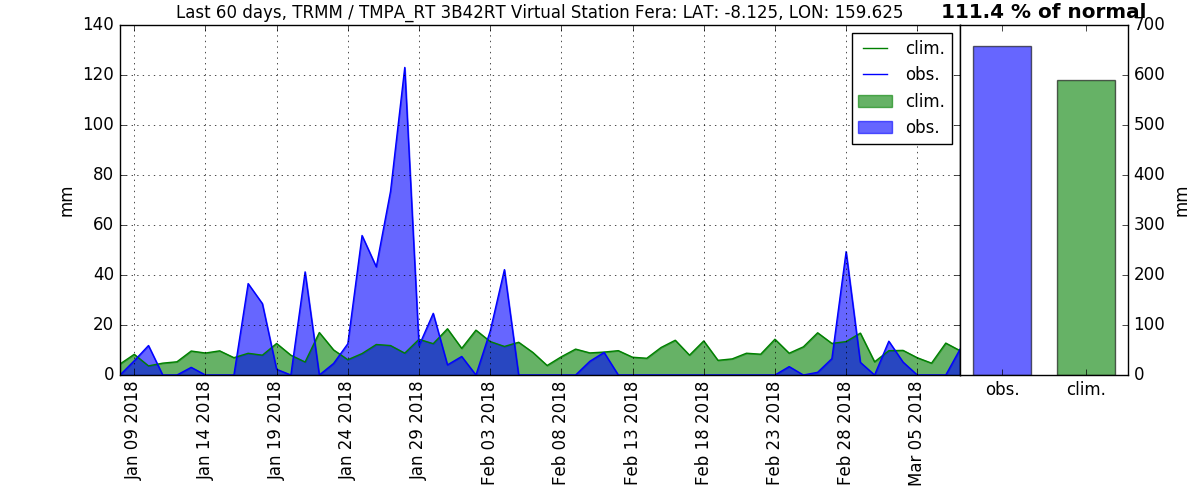 Last 60 days, TRMM / TMPA_RT 3B42RT Virtual Station Fera: LAT: -8.125, LON: 159.625
111.4 % of normal
140
120
100
80
60
40
20
0
mm
clim.
obs.
clim.
obs.
Jan 09 2018
Jan 14 2018
Jan 19 2018
Jan 24 2018
Jan 29 2018
Feb 03 2018
Feb 08 2018
Feb 13 2018
Feb 18 2018
Feb 23 2018
Feb 28 2018
Mar 05 2018
700
600
500
400
300
200
100
0
mm
obs.
clim.